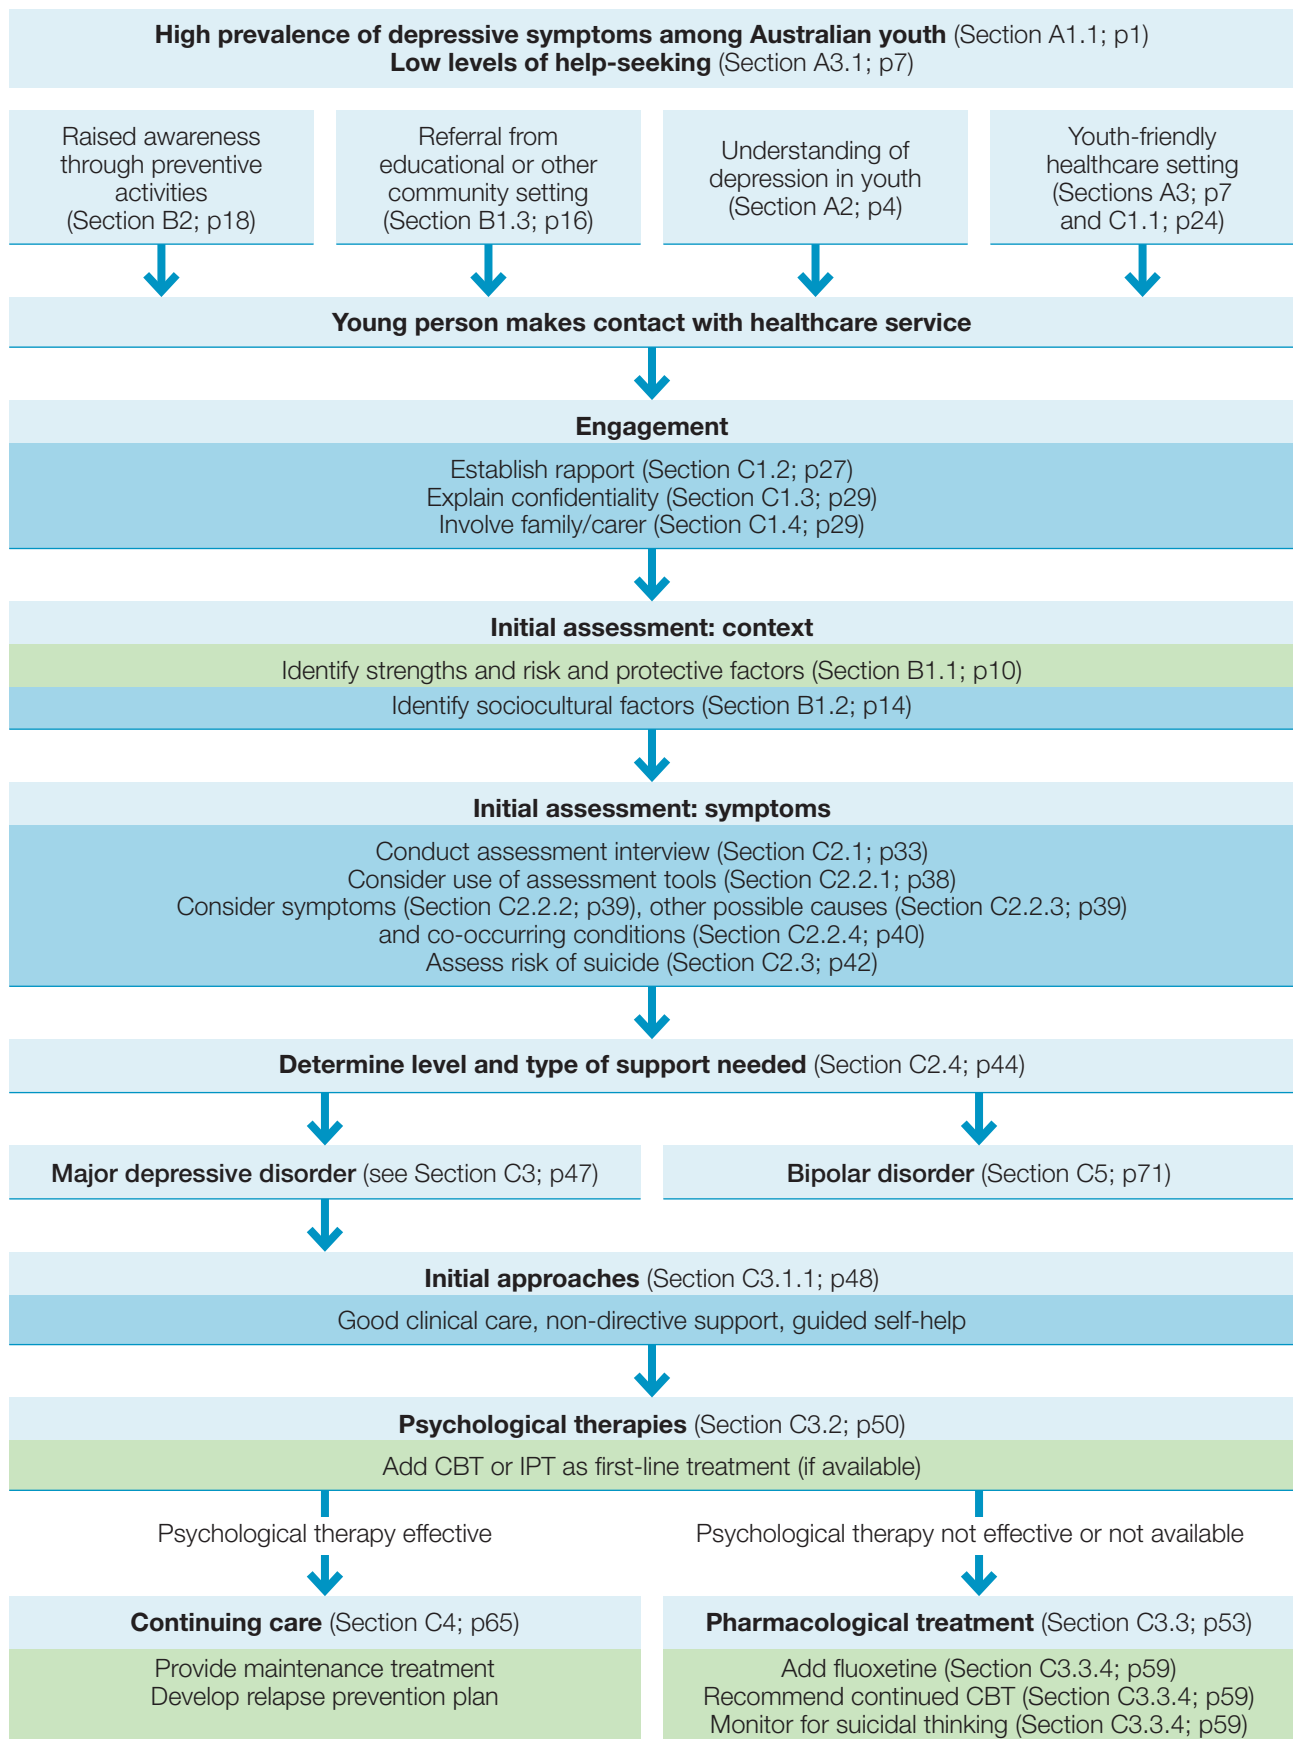 High prevalence of depressive symptoms among Australian youth (Section A1.1; p1)
Low levels of help-seeking (Section A3.1; p7)
Raised awareness
through preventive
activities
(Section B2; p18)
Referral from
educational or other
community setting
(Section B1.3; p16)
Understanding of
depression in youth
(Section A2; p4)
Youth-friendly
healthcare setting
(Sections A3; p7
and C1.1; p24)
Young person makes contact with healthcare service
Engagement
Establish rapport (Section C1.2; p27)
Explain confidentiality (Section C1.3; p29)
Involve family/carer (Section C1.4; p29)
Initial assessment: context
Identify strengths and risk and protective factors (Section B1.1; p10)
Identify sociocultural factors (Section B1.2; p14)
Initial assessment: symptoms
Conduct assessment interview (Section C2.1; p33)
Consider use of assessment tools (Section C2.2.1; p38)
Consider symptoms (Section C2.2.2; p39), other possible causes (Section C2.2.3; p39)
and co-occurring conditions (Section C2.2.4; p40)
Assess risk of suicide (Section C2.3; p42)
Determine level and type of support needed (Section C2.4; p44)
Major depressive disorder (see Section C3; p47)
Bipolar disorder (Section C5; p71)
Initial approaches (Section C3.1.1; p48)
Good clinical care, non-directive support, guided self-help
Psychological therapies (Section C3.2; p50)
Add CBT or IPT as first-line treatment (if available)
Psychological therapy effective
Psychological therapy not effective or not available
Continuing care (Section C4; p65)
Provide maintenance treatment
Develop relapse prevention plan
Pharmacological treatment (Section C3.3; p53)
Add fluoxetine (Section C3.3.4; p59)
Recommend continued CBT (Section C3.3.4; p59)
Monitor for suicidal thinking (Section C3.3.4; p59)